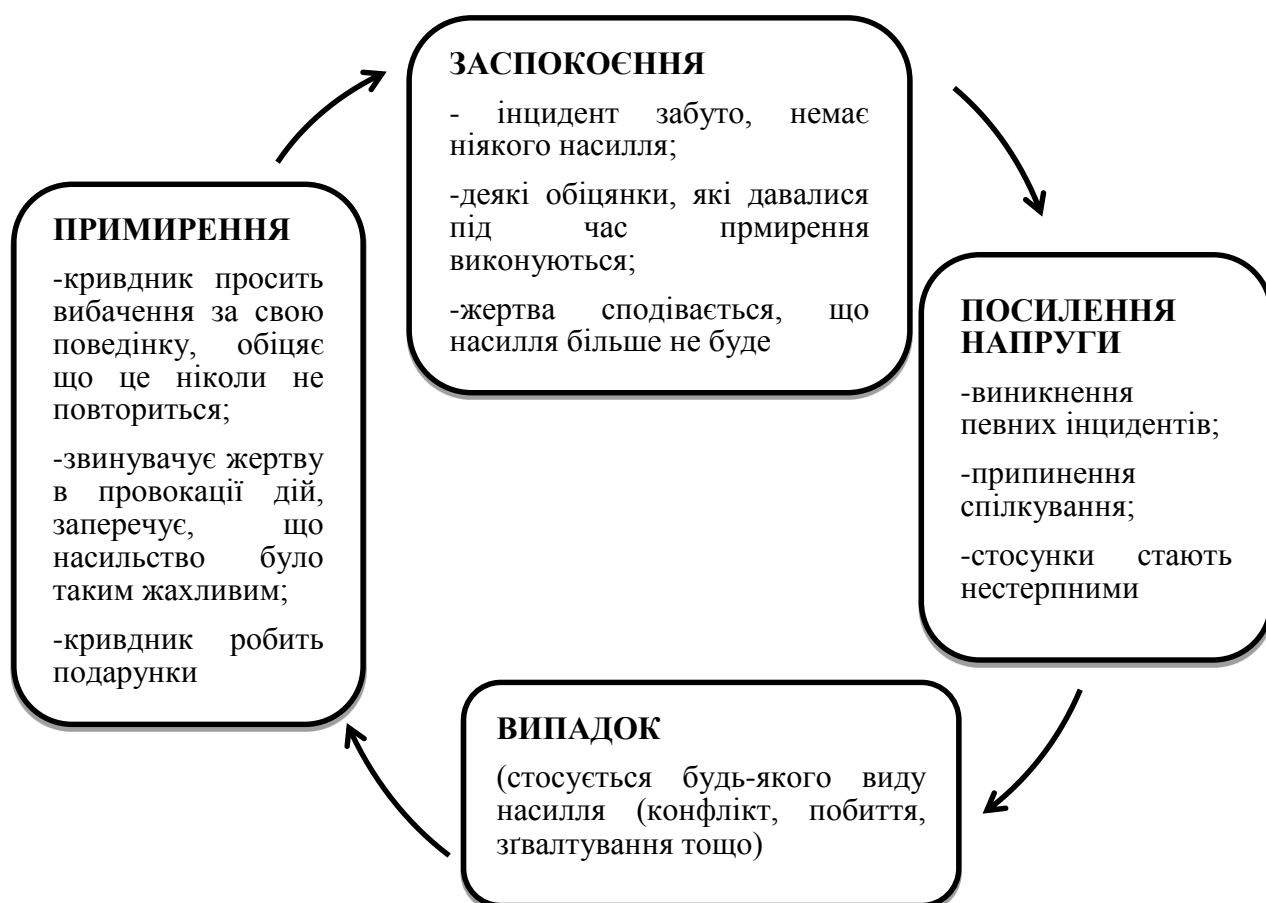 ЗАСПОКОЄННЯ
- інцидент забуто, немає
ніякого насилля;
-деякі обіцянки, які давалися
під час прмирення
виконуються;
-жертва сподівається, що
насилля більше не буде
ПОСИЛЕННЯ
НАПРУГИ
-виникнення
певних інцидентів;
-припинення
спілкування;
-стосунки стають
нестерпними
ВИПАДОК
(стосується будь-якого виду
насилля (конфлікт, побиття,
зґвалтування тощо)
ПРИМИРЕННЯ
-кривдник просить
вибачення за свою
поведінку, обіцяє
що це ніколи не
повториться;
-звинувачує жертву
в провокації дій,
заперечує, що
насильство було
таким жахливим;
-кривдник робить
подарунки